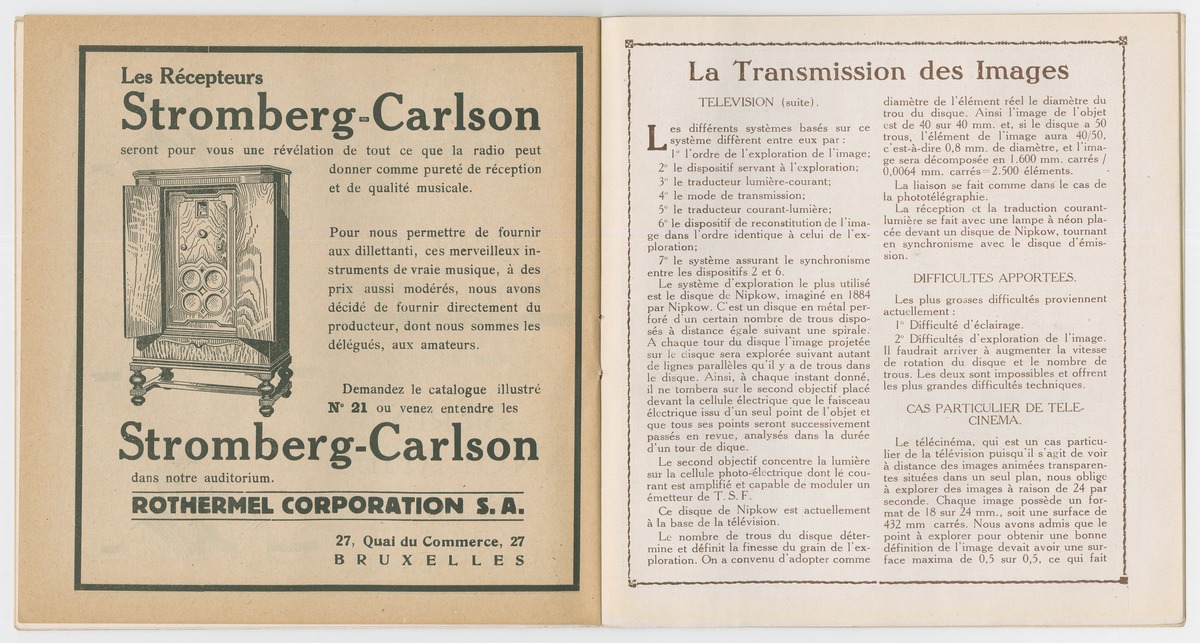 Les Récepteurs
Stromberg-Carlson
seront pour vous une révélation de tout ce que la radio peut
donner comme pureté de réception
et de qualité musicale.
Pour nous permettre de fournir
aux dillettanti, ces merveilleux in-
struments de vraie musique, à des
prix aussi modérés, nous avons
décidé de fournir directement du
producteur, dont nous sommes les
délégués, aux amateurs.
Demandez le catalogue illustré
N° 21 ou venez entendre les
Stromberg-Carlson
dans notre auditorium.
ROTHERMEL CORPORATION S. A.
27, Quai du Commerce, 27
BRUXELLES
La Transmission des Images
TELEVISION (suite).
Les différents systèmes basés sur ce
système diffèrent entre eux par :
1° l'ordre de l'exploration de l'image;
2° le dispositif servant à l'exploration;
3° le traducteur lumière-courant;
4° le mode de transmission;
5° le traducteur courant-lumière;
6° le dispositif de reconstitution de l'ima-
ge dans l'ordre identique à celui de l'ex-
ploration;
7° le système assurant le synchronisme
entre les dispositifs 2 et 6.
Le système d'exploration le plus utilisé
est le disque de Nipkow, imaginé en 1884
par Nipkow. C'est un disque en métal per-
foré d'un certain nombre de trous dispo-
sés à distance égale suivant une spirale.
A chaque tour du disque l'image projetée
sur le disque sera explorée suivant autant
de lignes parallèles qu'il y a de trous dans
le disque. Ainsi, à chaque instant donné,
il ne tombera sur le second objectif placé
devant la cellule électrique que le faisceau
électrique issu d'un seul point de l'objet et
que tous ses points seront successivement
passés en revue, analysés dans la durée
d'un tour de dique.
Le second objectif concentre la lumière
sur la cellule photo-électrique dont le cou-
rant est amplifié et capable de moduler un
émetteur de T. S. F.
Ce disque de Nipkow est actuellement
à la base de la télévision.
Le nombre de trous du disque déter-
mine et définit la finesse du grain de l'ex-
ploration. On a convenu d'adopter comme
diamètre de l'élément réel le diamètre du
trou du disque. Ainsi l'image de l'objet
est de 40 sur 40 mm. et, si le disque a 50
trous, l'élément de l'image aura 40/50,
c'est-à-dire 0,8 mm. de diamètre, et l'ima-
ge sera décomposée en 1.600 mm. carrés /
0,0064 mm. carrés=2.500 éléments.
La liaison se fait comme dans le cas de
la phototélégraphie.
La réception et la traduction courant-
lumière se fait avec une lampe à néon pla-
cée devant un disque de Nipkow, tournant
en synchronisme avec le disque d'émis-
sion.
DIFFICULTES APPORTEES.
Les plus grosses difficultés proviennent
actuellement :
1° Difficulté d'éclairage.
2° Difficultés d'exploration de l'image.
Il faudrait arriver à augmenter la vitesse
de rotation du disque et le nombre de
trous. Les deux sont impossibles et offrent
les plus grandes difficultés techniques.
CAS PARTICULIER DE TELE-
CINEMA.
Le télécinéma, qui est un cas particu-
lier de la télévision puisqu'il s'agit de voir
à distance des images animées transparen-
tes situées dans un seul plan, nous oblige
à explorer des images à raison de 24 par
seconde. Chaque image possède un for-
mat de 18 sur 24 mm., soit une surface de
432 mm carrés. Nous avons admis que le
point à explorer pour obtenir une bonne
définition de l'image devait avoir une sur-
face maxima de 0,5 sur 0,5, ce qui fait